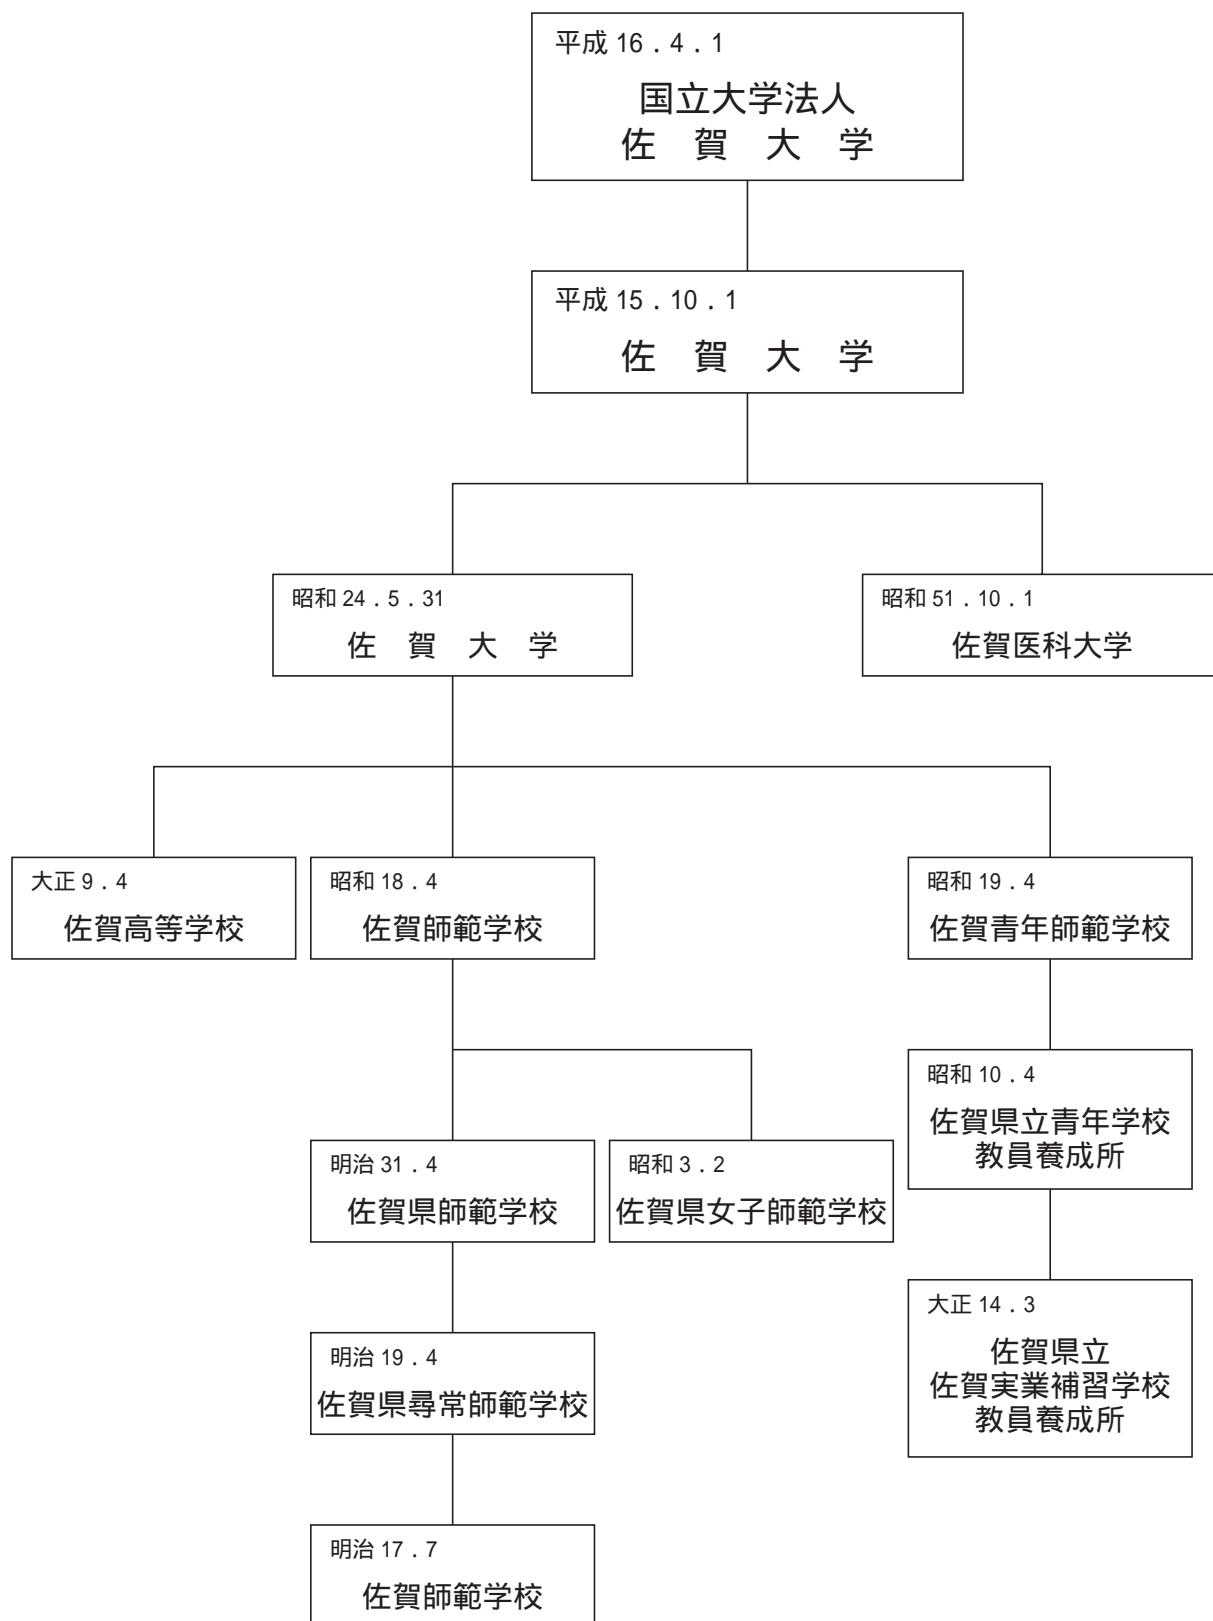 平成 16 . 4 . 1
国立大学法人
佐 賀 大 学
平成 15 . 10 . 1
佐 賀 大 学
昭和 24 . 5 . 31
佐 賀 大 学
昭和 51 . 10 . 1
佐賀医科大学
大正 9 . 4
佐賀高等学校
昭和 18 . 4
佐賀師範学校
昭和 19 . 4
佐賀青年師範学校
昭和 10 . 4
佐賀県立青年学校
教員養成所
明治 31 . 4
佐賀県師範学校
昭和 3 . 2
佐賀県女子師範学校
大正 14 . 3
佐賀県立
佐賀実業補習学校
教員養成所
明治 19 . 4
佐賀県尋常師範学校
明治 17 . 7
佐賀師範学校